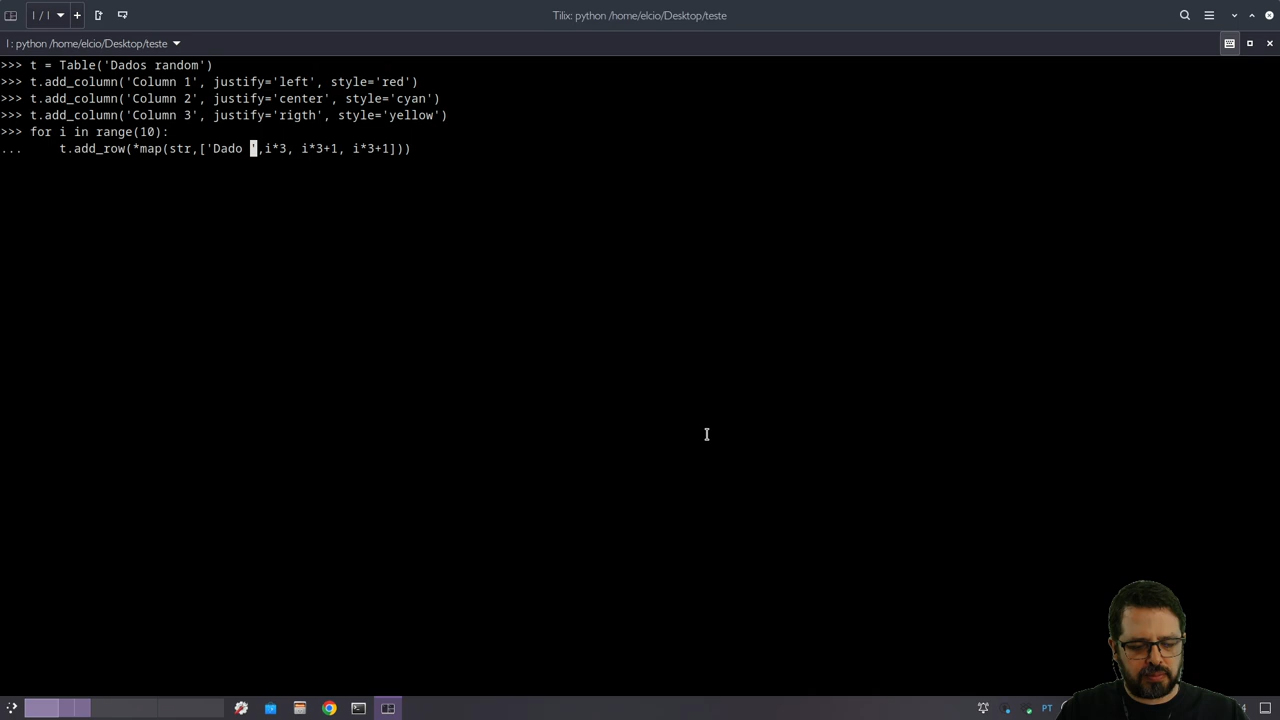 1 / 1
Tilix: python /home/elcio/Desktop/teste
1: python /home/elcio/Desktop/teste
>>> t = Table('Dados random')
>>> t.add_column('Column 1', justify='left', style='red')
>>> t.add_column('Column 2', justify='center', style='cyan')
>>> t.add_column('Column 3', justify='rigth', style='yellow')
>>> for i in range(10):
...     t.add_row(*map(str,['Dado ',i*3, i*3+1, i*3+1]))
PT